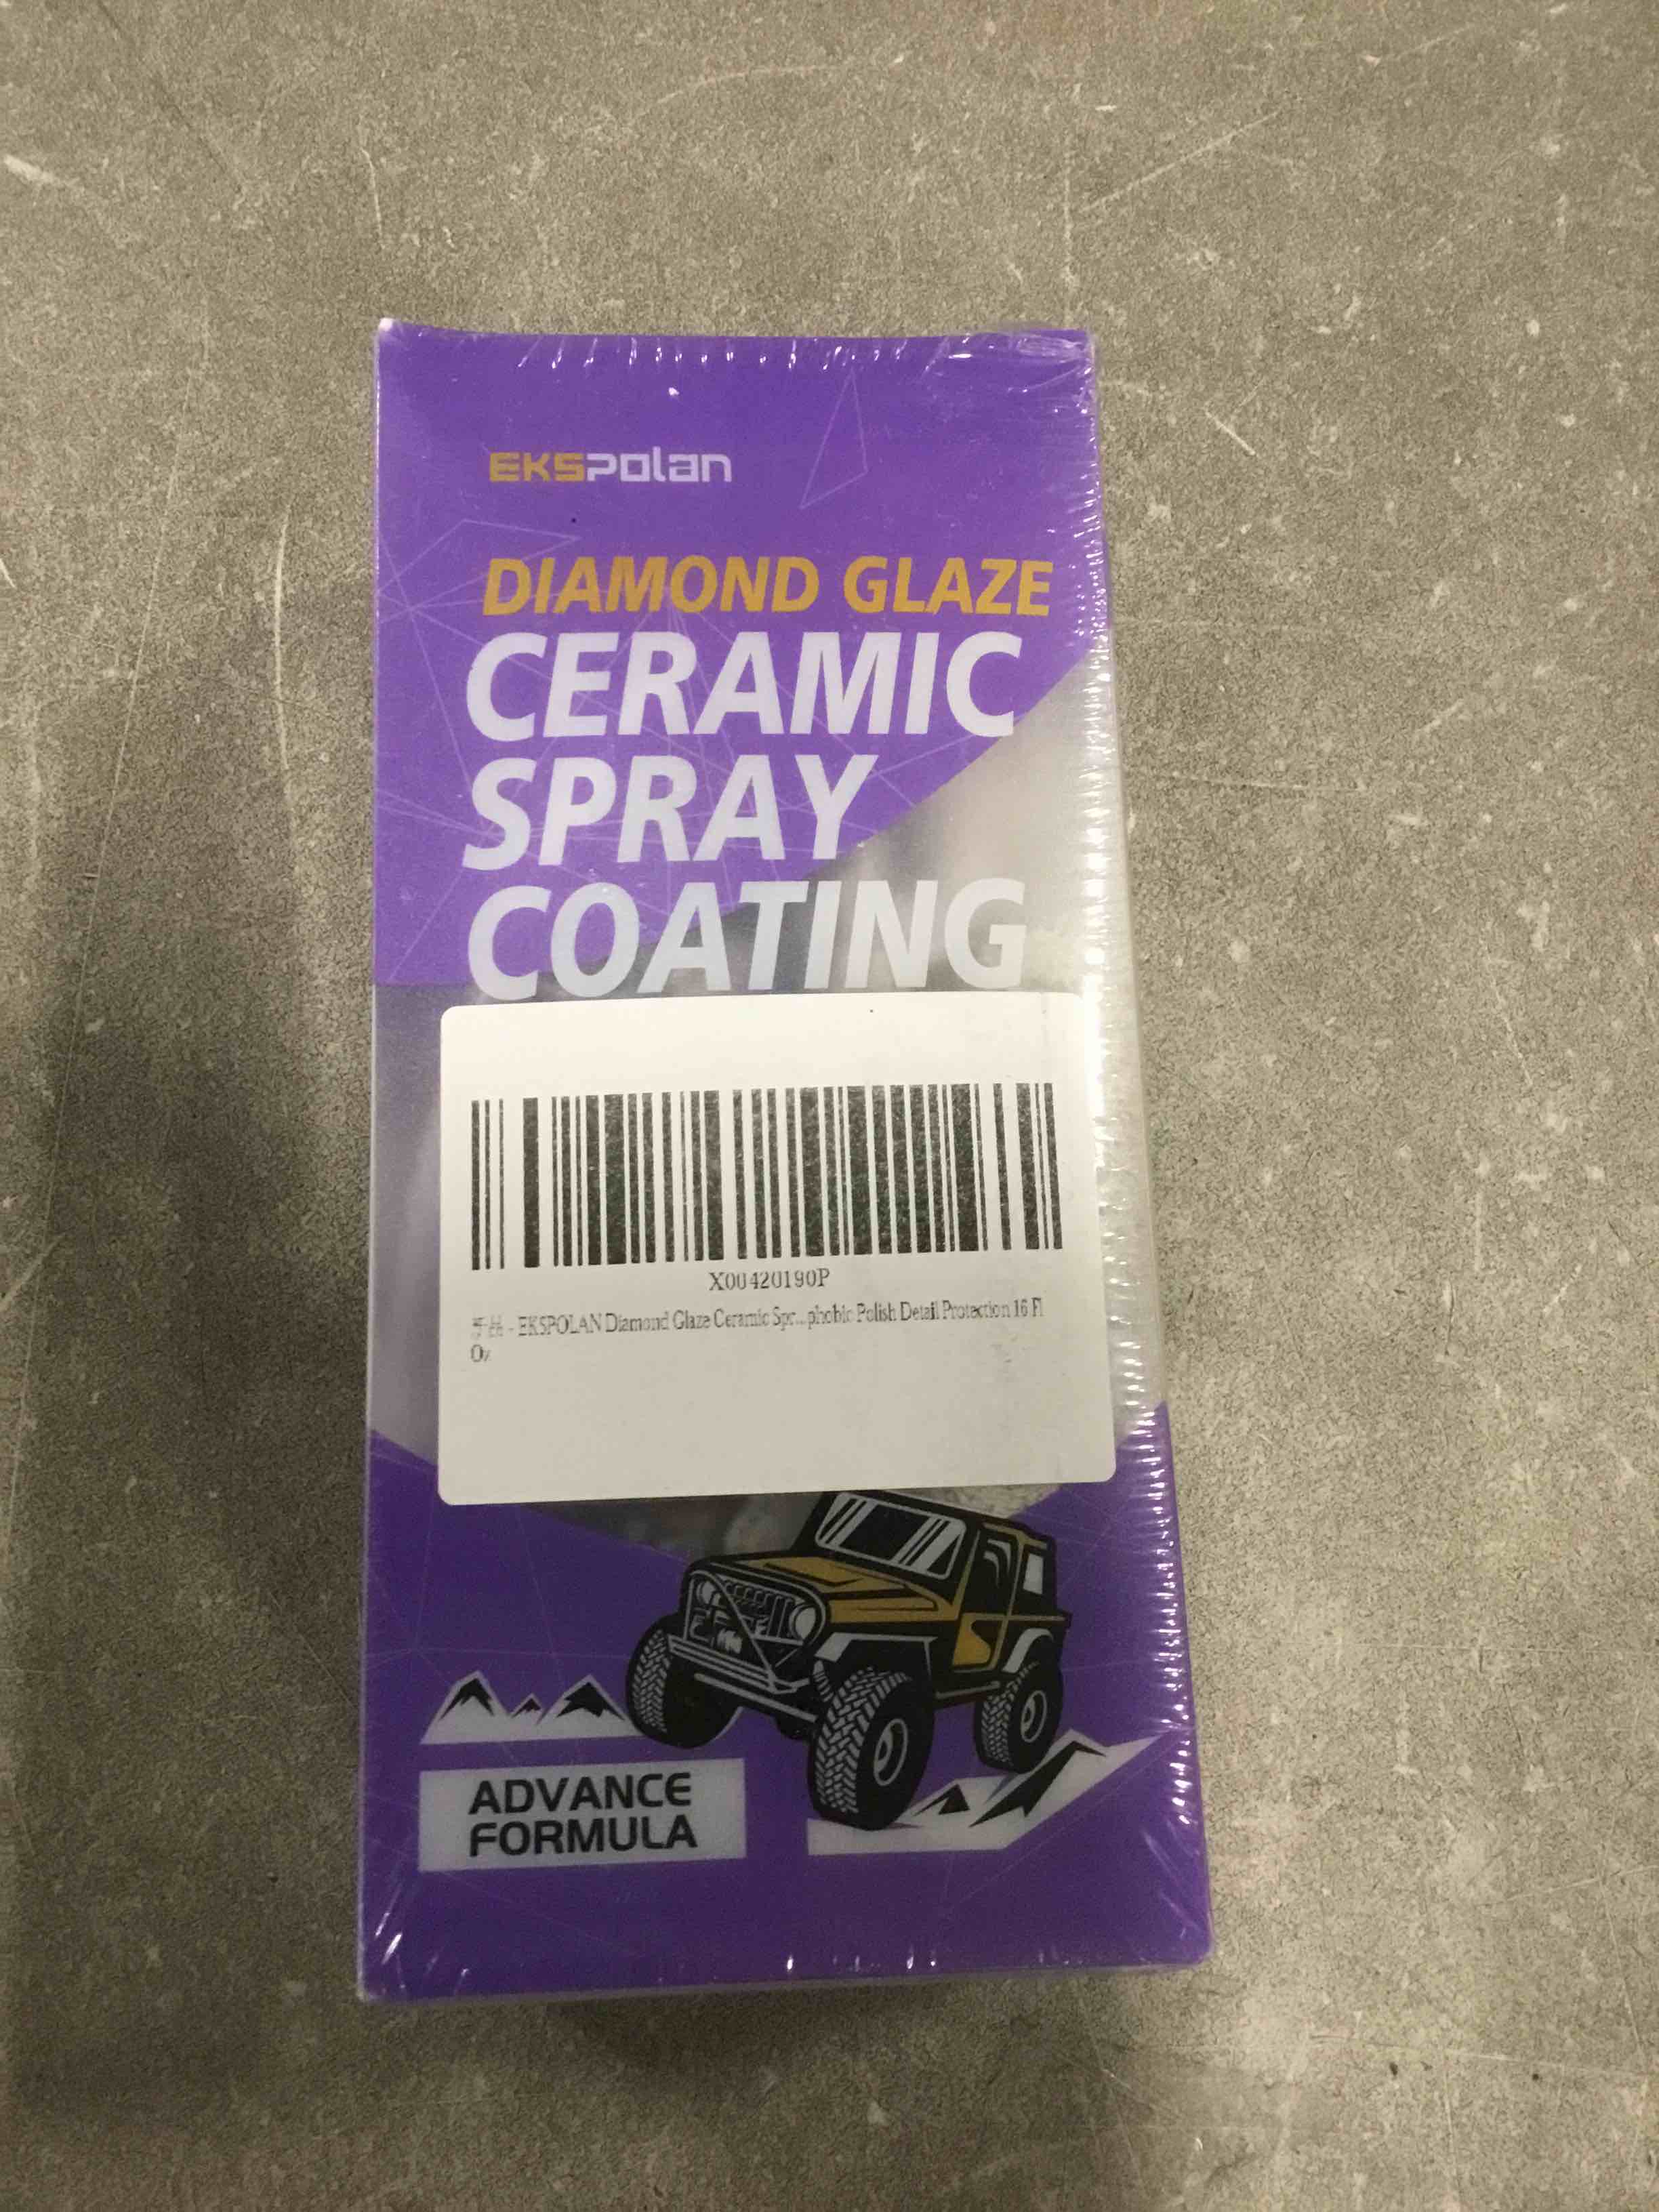 EKSPOLAN
DIAMOND GLAZE
CERAMIC
SPRAY
COATING
X00420190P
- EKSPOLAN Diamond Glaze Ceramic Spr...phobic Polish Detail Protection 16 Fl
Oz
ADVANCE
FORMULA